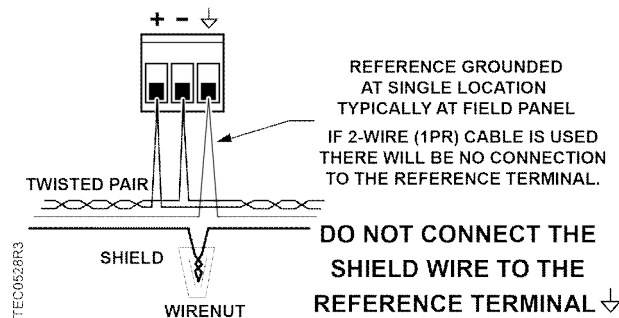 + -
REFERENCE GROUNDED
AT SINGLE LOCATION
TYPICALLY AT FIELD PANEL
IF 2-WIRE (1PR) CABLE IS USED
THERE WILL BE NO CONNECTION
TO THE REFERENCE TERMINAL.
TWISTED PAIR
SHIELD
WIRENUT
DO NOT CONNECT THE
SHIELD WIRE TO THE
REFERENCE TERMINAL
TEC0528R3